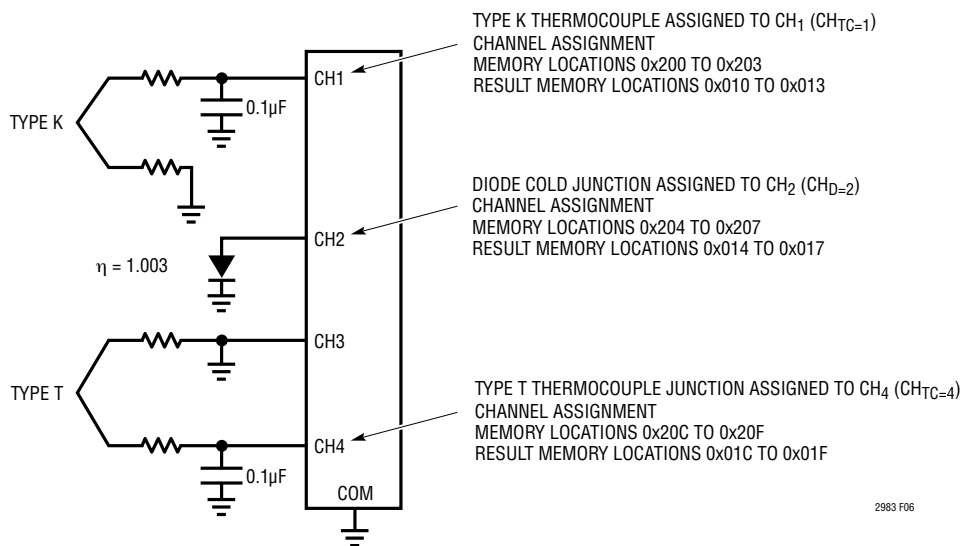 TYPE K THERMOCOUPLE ASSIGNED TO CH1 (CHTC=1)
CHANNEL ASSIGNMENT
MEMORY LOCATIONS 0x200 TO 0x203
RESULT MEMORY LOCATIONS 0x010 TO 0x013
CH1
0.1µF
TYPE K
DIODE COLD JUNCTION ASSIGNED TO CH2 (CHD=2)
CHANNEL ASSIGNMENT
MEMORY LOCATIONS 0x204 TO 0x207
RESULT MEMORY LOCATIONS 0x014 TO 0x017
CH2
η = 1.003
CH3
TYPE T
TYPE T THERMOCOUPLE JUNCTION ASSIGNED TO CH4 (CHTC=4)
CHANNEL ASSIGNMENT
MEMORY LOCATIONS 0x20C TO 0x20F
RESULT MEMORY LOCATIONS 0x01C TO 0x01F
CH4
0.1µF
COM
2983 F06